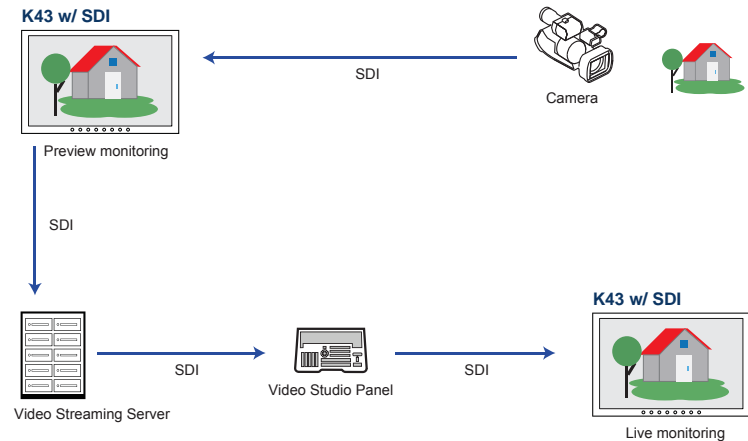 K43 w/ SDI
SDI
Camera
Preview monitoring
SDI
K43 w/ SDI
SDI
SDI
Video Streaming Server
Video Studio Panel
Live monitoring